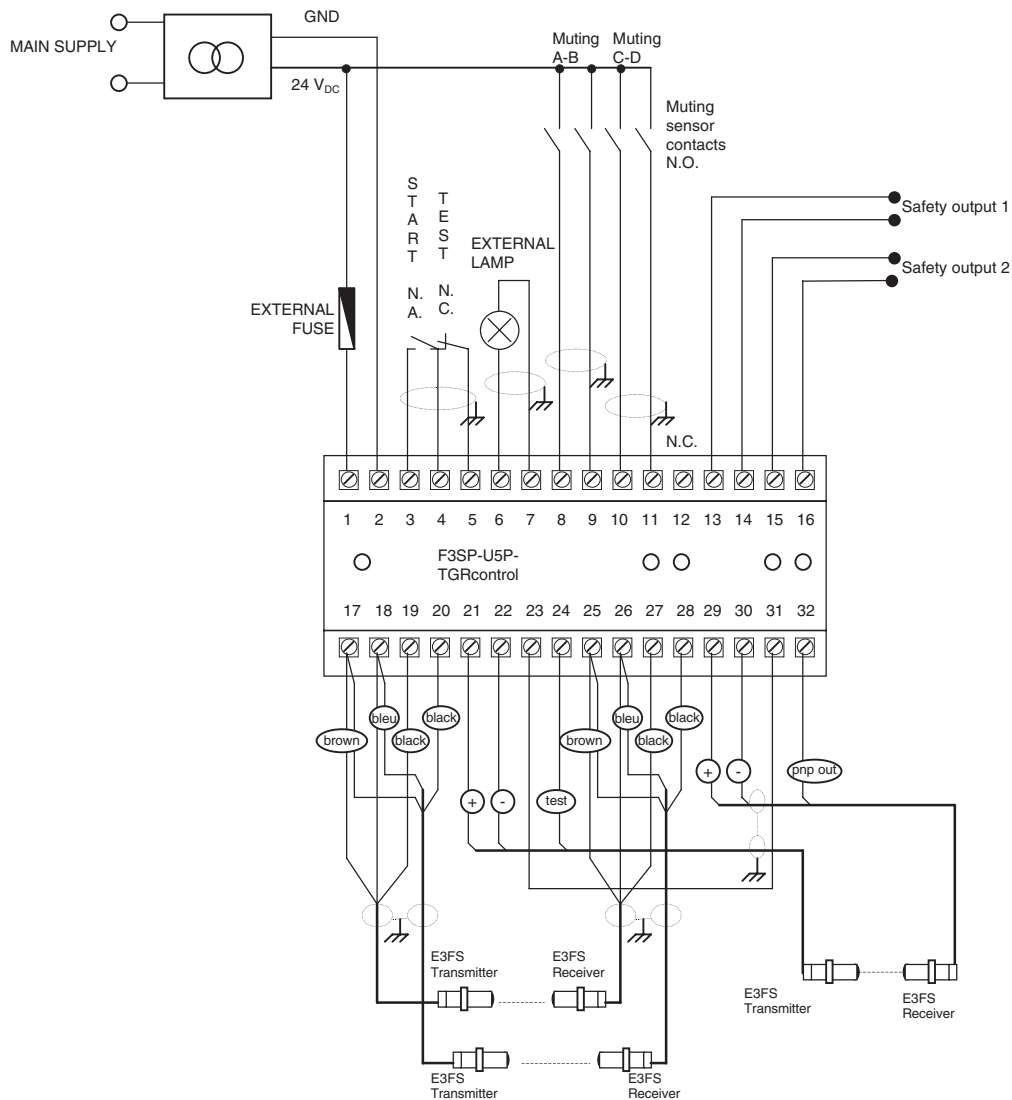 GND
MAIN SUPPLY
24 VDC
Muting
A-B
Muting
C-D
Muting
sensor
contacts
N.O.
START N.A.
TEST N.C.
EXTERNAL
LAMP
Safety output 1
Safety output 2
EXTERNAL
FUSE
N.C.
1 2 3 4 5 6 7 8 9 10 11 12 13 14 15 16
F3SP-U5P-
TGRcontrol
17 18 19 20 21 22 23 24 25 26 27 28 29 30 31 32
bleu black bleu black
brown black brown black
+ - pnp out
+ - test
E3FS
Transmitter
E3FS
Receiver
E3FS
Transmitter
E3FS
Receiver
E3FS
Transmitter
E3FS
Receiver